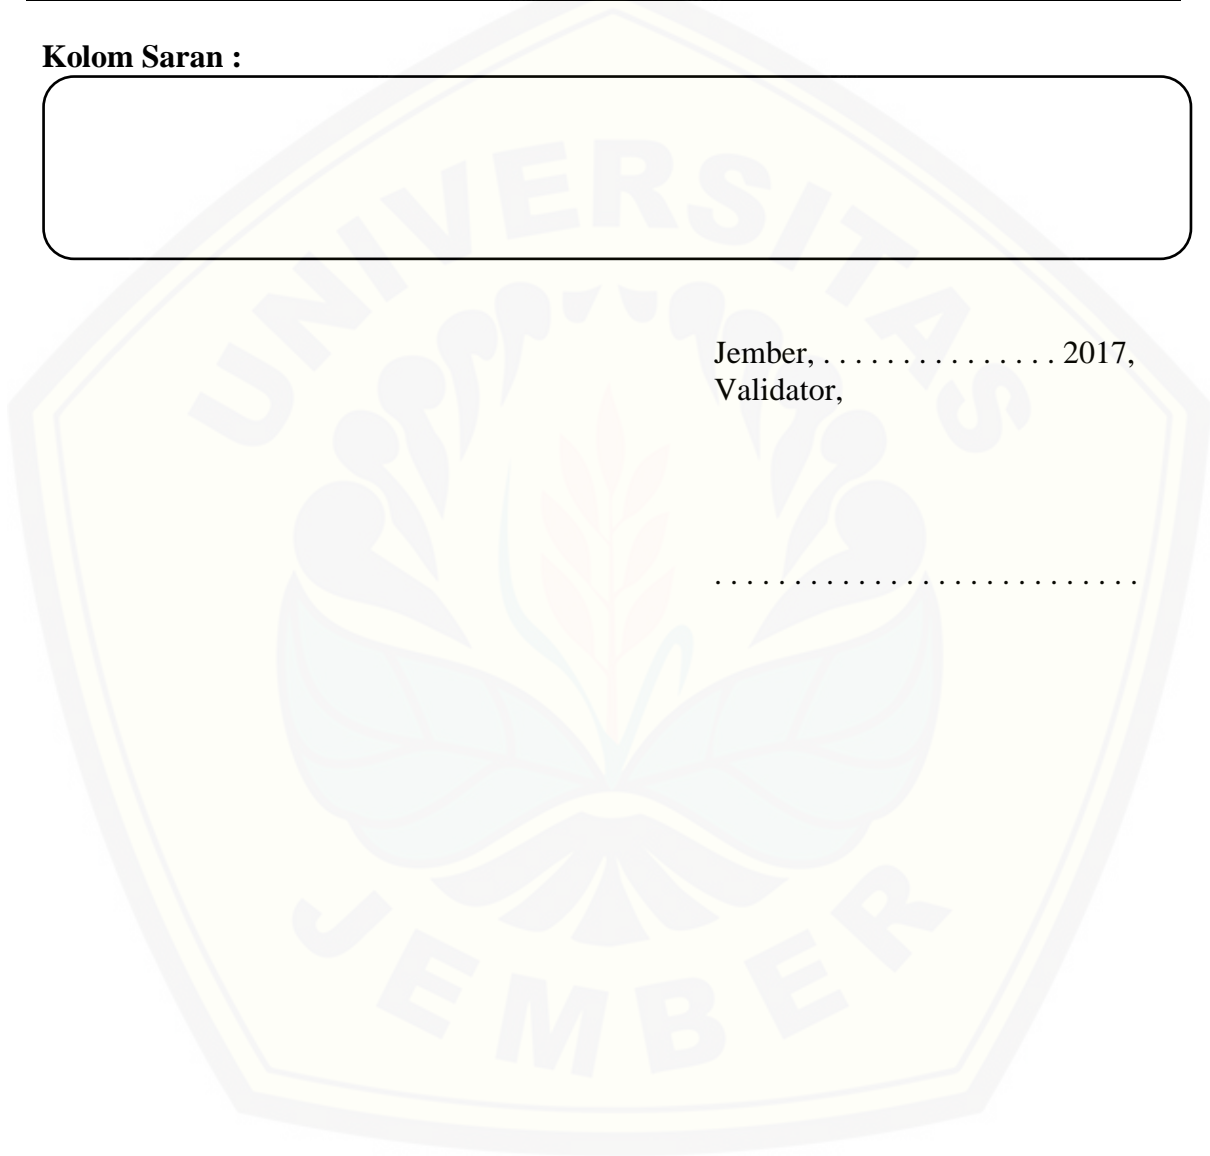 Kolom Saran :
Jember, . . . . . . . . . . . . . . . 2017,
Validator,
. . . . . . . . . . . . . . . . . . . . . . . . . . .
UNIVERSITAS
JEMBER